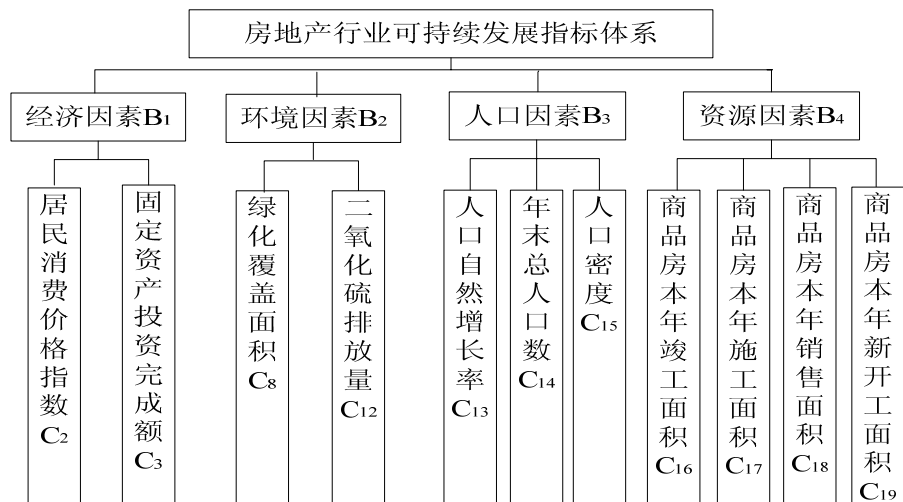 房地产行业可持续发展指标体系
经济因素B1
环境因素B2
人口因素B3
资源因素B4
居民消费价格指数C2
固定资产投资完成额C3
绿化覆盖面积C8
二氧化硫排放量C12
人口自然增长率C13
年末总人口数C14
人口密度C15
商品房本年竣工面积C16
商品房本年施工面积C17
商品房本年销售面积C18
商品房本年新开工面积C19